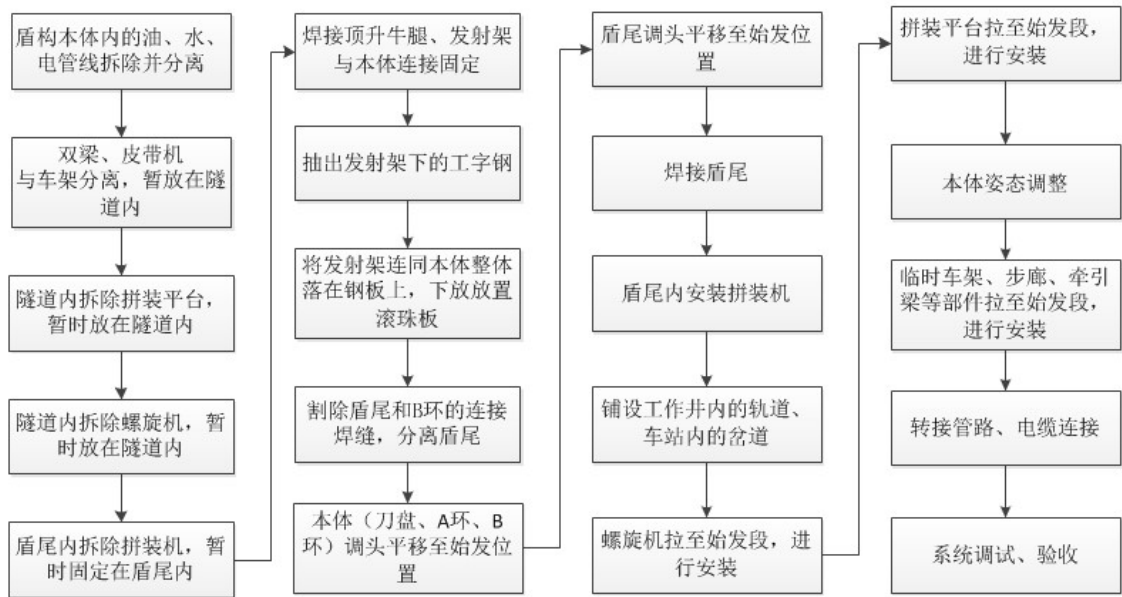 盾构本体内的油、水、
电管线拆除并分离
双梁、皮带机
与车架分离，暂放在隧
道内
隧道内拆除拼装平台，
暂时放在隧道内
隧道内拆除螺旋机，暂
时放在隧道内
盾尾内拆除拼装机，暂
时固定在盾尾内
焊接顶升牛腿、发射架
与本体连接固定
抽出发射架下的工字钢
将发射架连同本体整体
落在钢板上，下放放置
滚珠板
割除盾尾和B环的连接
焊缝，分离盾尾
本体（刀盘、A环、B
环）调头平移至始发位
置
盾尾调头平移至始发位
置
焊接盾尾
盾尾内安装拼装机
铺设工作井内的轨道、
车站内的岔道
螺旋机拉至始发段，进
行安装
拼装平台拉至始发段，
进行安装
本体姿态调整
临时车架、步廊、牵引
梁等部件拉至始发段，
进行安装
转接管路、电缆连接
系统调试、验收